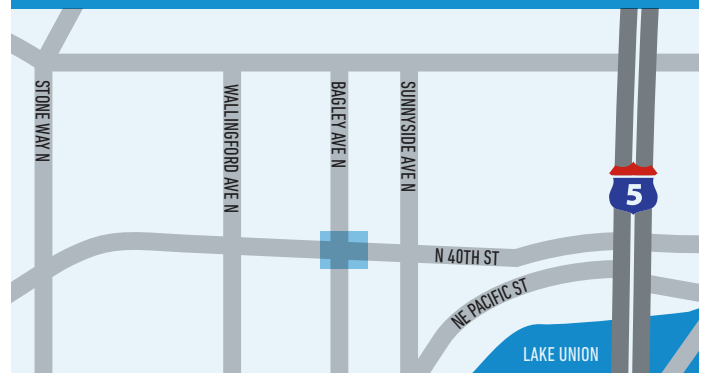 STONE WAY N
WALLINGFORD AVE N
BAGLEY AVE N
SUNNYSIDE AVE N
5
N 40TH ST
NE PACIFIC ST
LAKE UNION